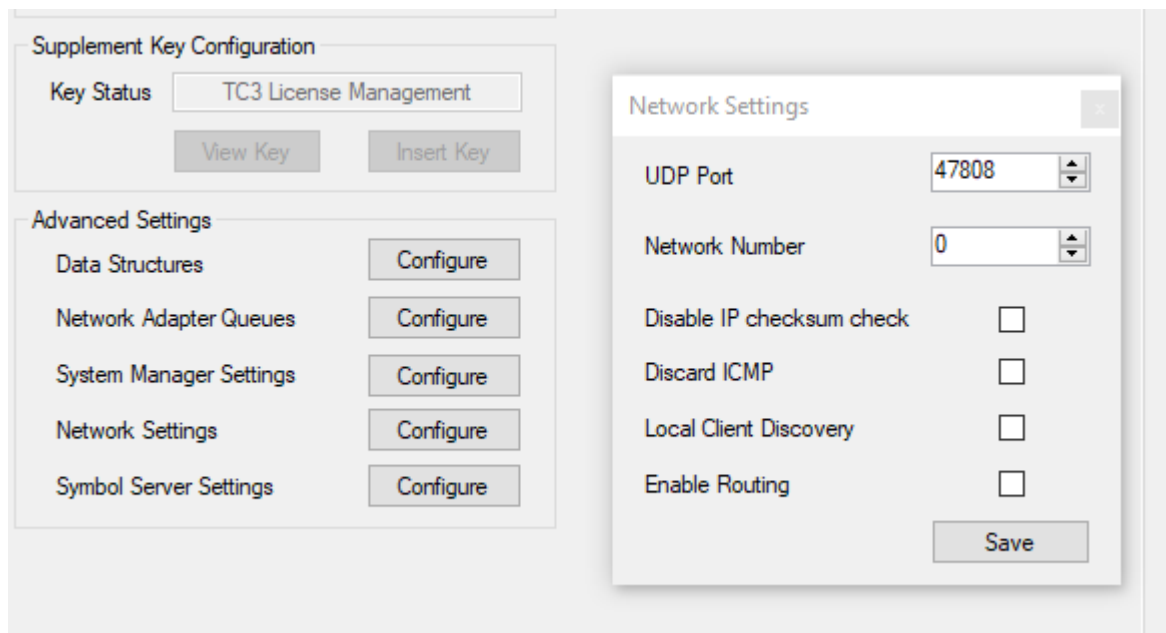 Supplement Key Configuration
Key Status TC3 License Management
View Key Insert Key
Advanced Settings
Data Structures Configure
Network Adapter Queues Configure
System Manager Settings Configure
Network Settings Configure
Symbol Server Settings Configure
Network Settings x
UDP Port 47808
Network Number 0
Disable IP checksum check
Discard ICMP
Local Client Discovery
Enable Routing
Save